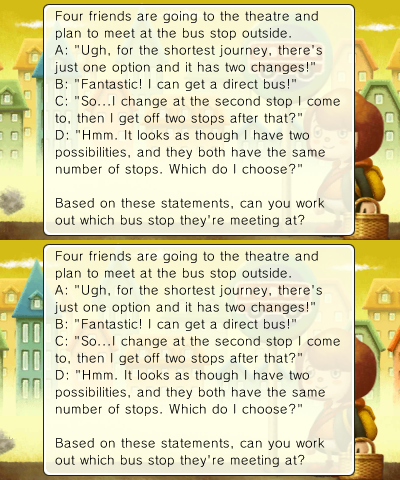 Four friends are going to the theatre and
plan to meet at the bus stop outside.
A: "Ugh, for the shortest journey, there's
just one option and it has two changes!"
B: "Fantastic! I can get a direct bus!"
C: "So...I change at the second stop I come
to, then I get off two stops after that?"
D: "Hmm. It looks as though I have two
possibilities, and they both have the same
number of stops. Which do I choose?"
Based on these statements, can you work
out which bus stop they're meeting at?
Four friends are going to the theatre and
plan to meet at the bus stop outside.
A: "Ugh, for the shortest journey, there's
just one option and it has two changes!"
B: "Fantastic! I can get a direct bus!"
C: "So...I change at the second stop I come
to, then I get off two stops after that?"
D: "Hmm. It looks as though I have two
possibilities, and they both have the same
number of stops. Which do I choose?"
Based on these statements, can you work
out which bus stop they're meeting at?